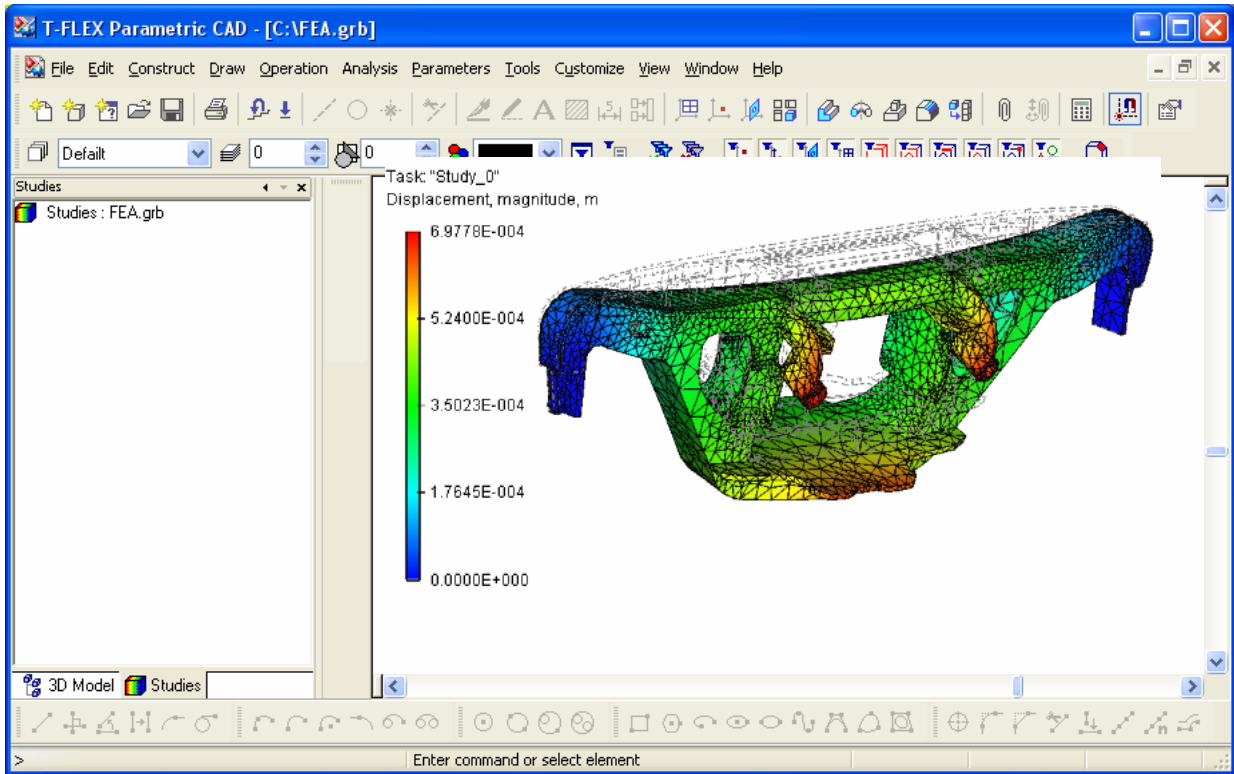 T-FLEX Parametric CAD - [C:\FEA.grb]
File Edit Construct Draw Operation Analysis Parameters Tools Customize View Window Help
Defailt 0 0
Studies
Studies : FEA.grb
Task: "Study_0"
Displacement, magnitude, m
6.9778E-004
5.2400E-004
3.5023E-004
1.7645E-004
0.0000E+000
3D Model Studies
> Enter command or select element